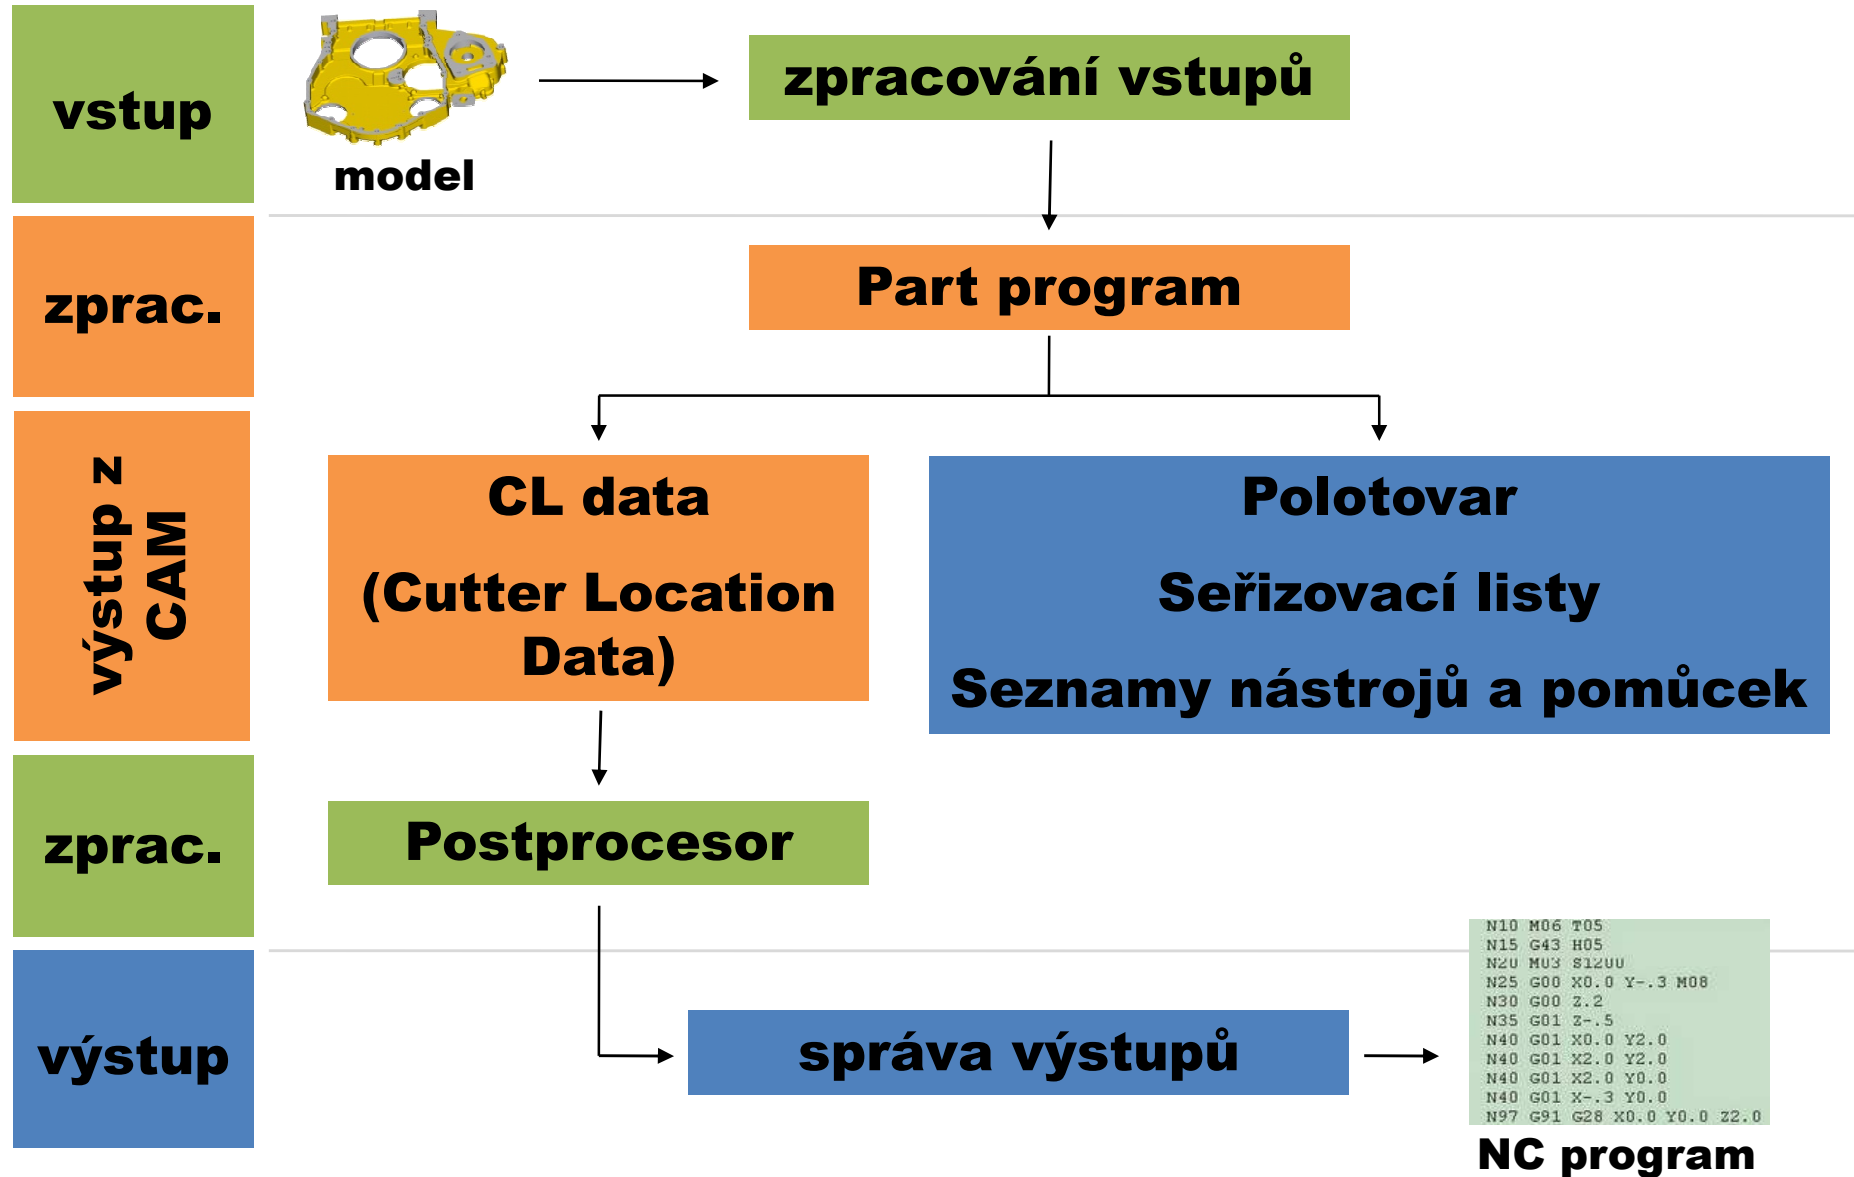 vstup
model
zpracování vstupů
zprac.
Part program
výstup z
CAM
CL data
(Cutter Location
Data)
Polotovar
Seřizovací listy
Seznamy nástrojů a pomůcek
zprac.
Postprocesor
výstup
správa výstupů
N10 M06 T05
N15 G43 H05
N20 M03 S1200
N25 G00 X0.0 Y-.3 M08
N30 G00 Z.2
N35 G01 Z-.5
N40 G01 X0.0 Y2.0
N40 G01 X2.0 Y2.0
N40 G01 X2.0 Y0.0
N40 G01 X-.3 Y0.0
N97 G91 G28 X0.0 Y0.0 Z2.0
NC program